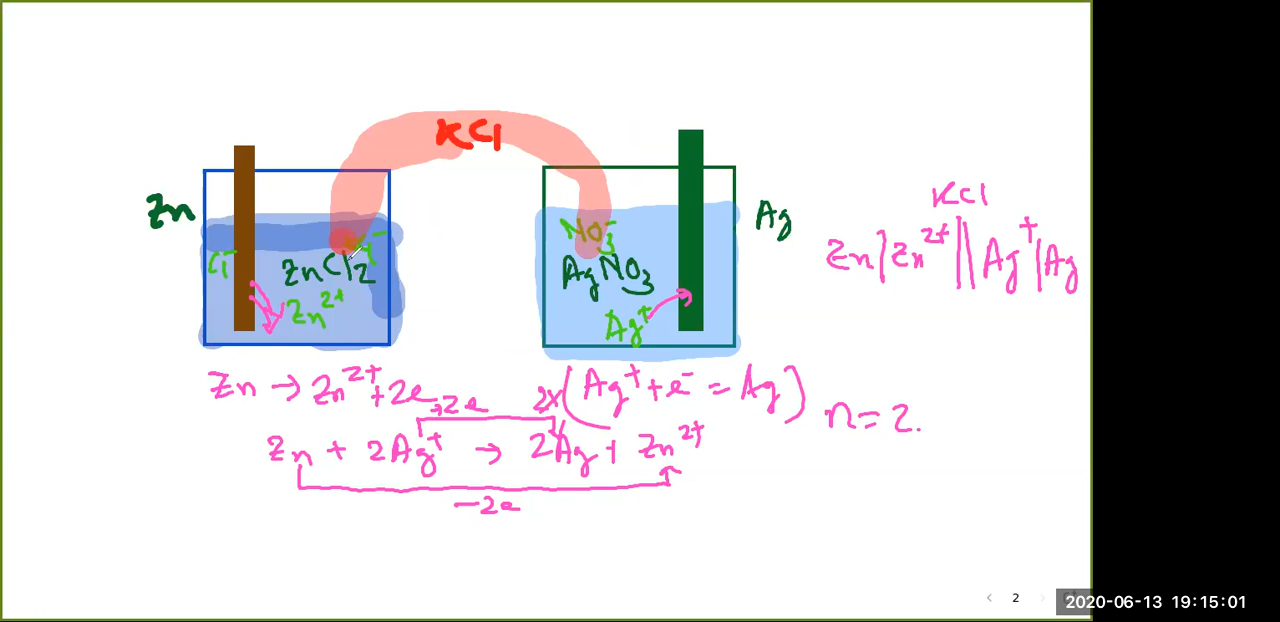 KCl
KCl
Zn
Ag
Zn|Zn²⁺||Ag⁺|Ag
NO₃⁻
Cl⁻
ZnCl₂
AgNO₃
Zn²⁺
Ag⁺
Zn → Zn²⁺ + 2e
2x(Ag⁺ + e⁻ = Ag)
n = 2.
+2e
Zn + 2Ag⁺ → 2Ag + Zn²⁺
-2e
2
2020-06-13 19:15:01